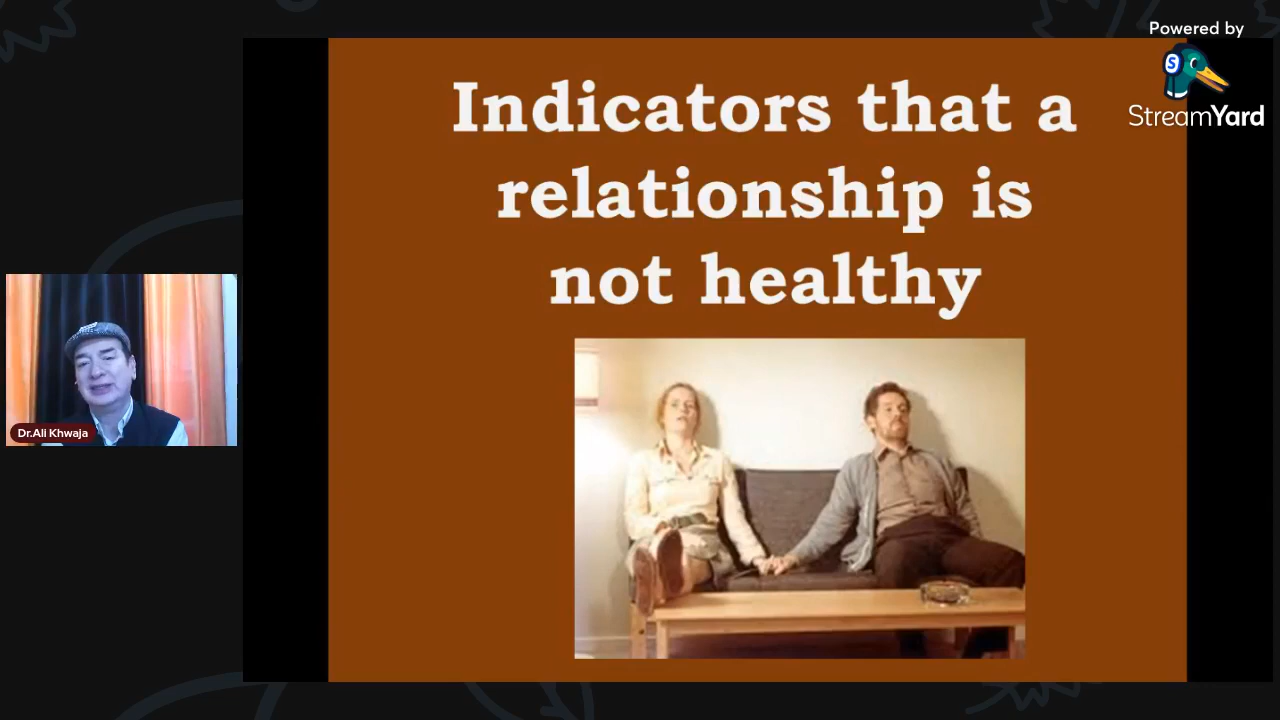 Powered by
StreamYard
Indicators that a
relationship is
not healthy
Dr.Ali Khwaja